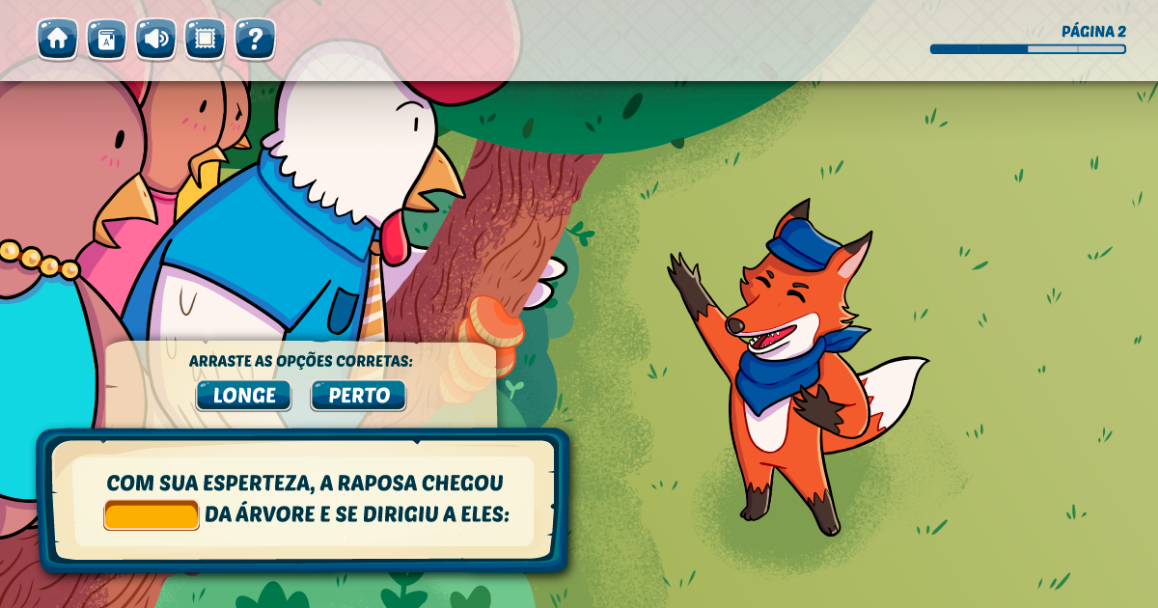 PÁGINA 2
ARRASTE AS OPÇÕES CORRETAS:
LONGE PERTO
COM SUA ESPERTEZA, A RAPOSA CHEGOU
DA ÁRVORE E SE DIRIGIU A ELES: